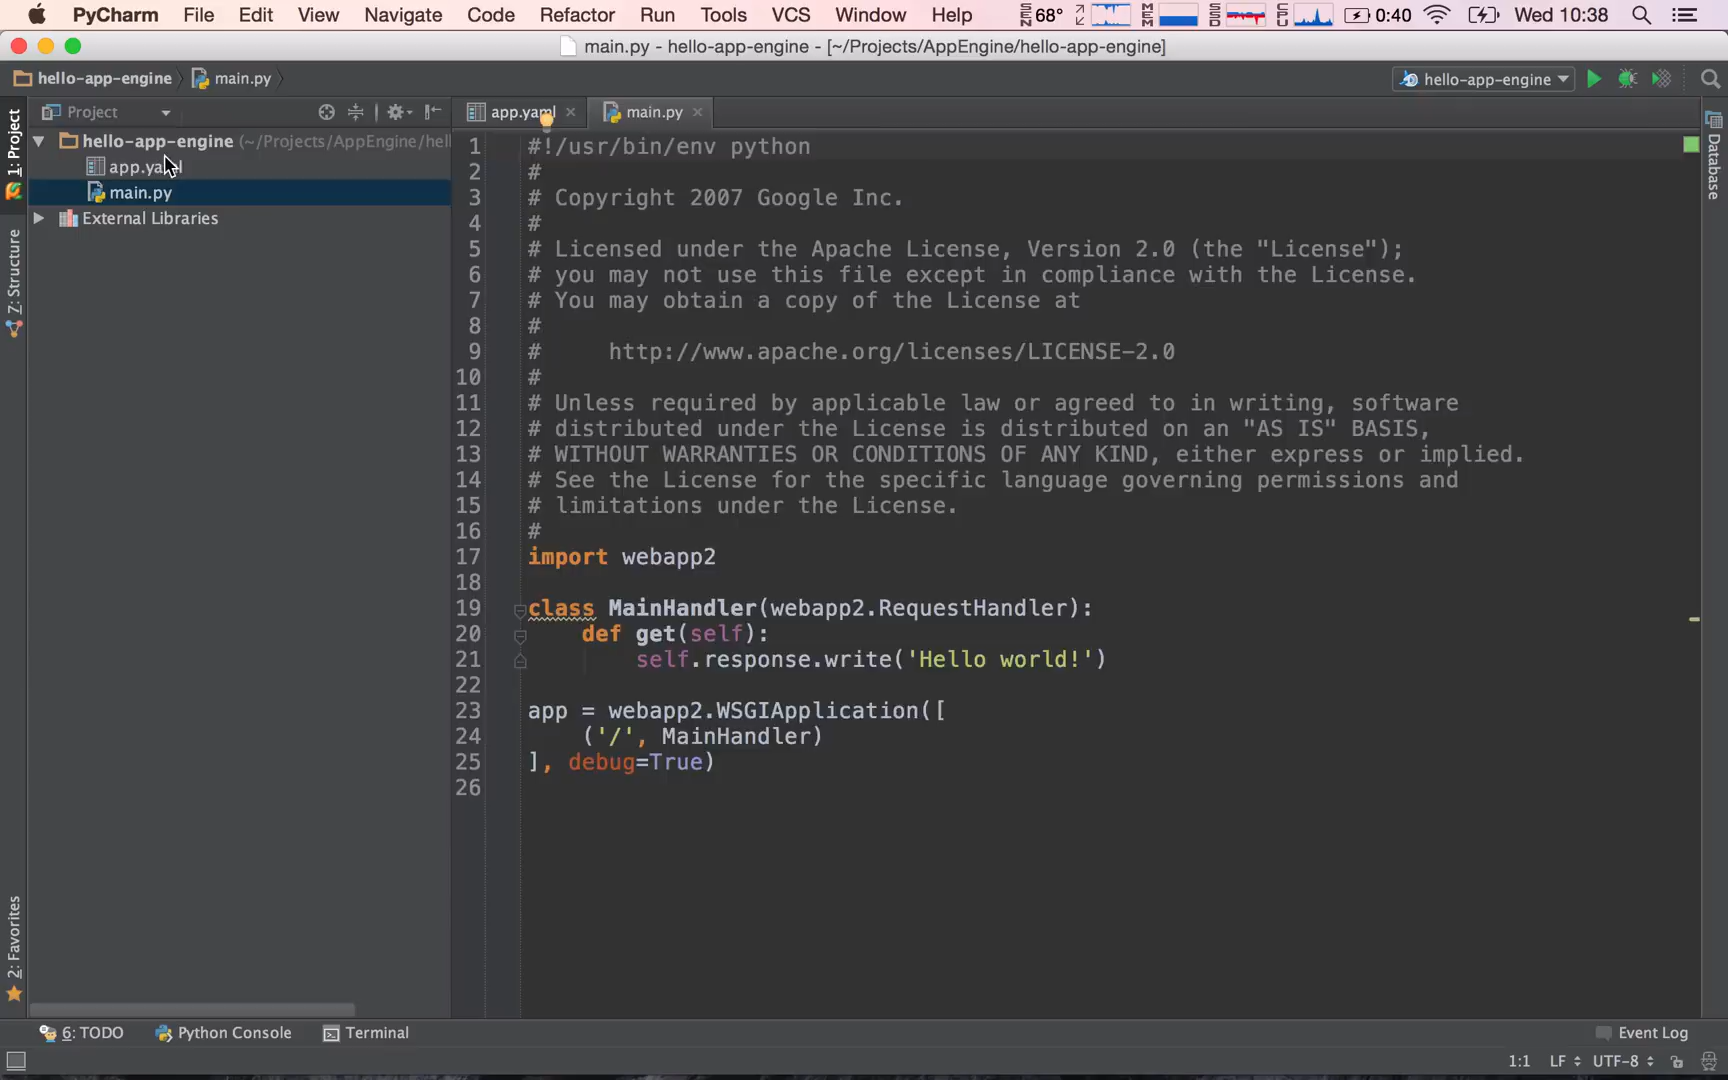 PyCharm File Edit View Navigate Code Refactor Run Tools VCS Window Help SEN 68° MEM SSD CPU 0:40 Wed 10:38
main.py - hello-app-engine - [~/Projects/AppEngine/hello-app-engine]
hello-app-engine main.py hello-app-engine
Project app.yaml main.py
1: Project
Z: Structure
2: Favorites
Database
hello-app-engine (~/Projects/AppEngine/hel
app.yaml
main.py
External Libraries
1 #!/usr/bin/env python
2 #
3 # Copyright 2007 Google Inc.
4 #
5 # Licensed under the Apache License, Version 2.0 (the "License");
6 # you may not use this file except in compliance with the License.
7 # You may obtain a copy of the License at
8 #
9 #     http://www.apache.org/licenses/LICENSE-2.0
10 #
11 # Unless required by applicable law or agreed to in writing, software
12 # distributed under the License is distributed on an "AS IS" BASIS,
13 # WITHOUT WARRANTIES OR CONDITIONS OF ANY KIND, either express or implied.
14 # See the License for the specific language governing permissions and
15 # limitations under the License.
16 #
17 import webapp2
18
19 class MainHandler(webapp2.RequestHandler):
20     def get(self):
21         self.response.write('Hello world!')
22
23 app = webapp2.WSGIApplication([
24     ('/', MainHandler)
25 ], debug=True)
26
6: TODO Python Console Terminal Event Log
1:1 LF UTF-8